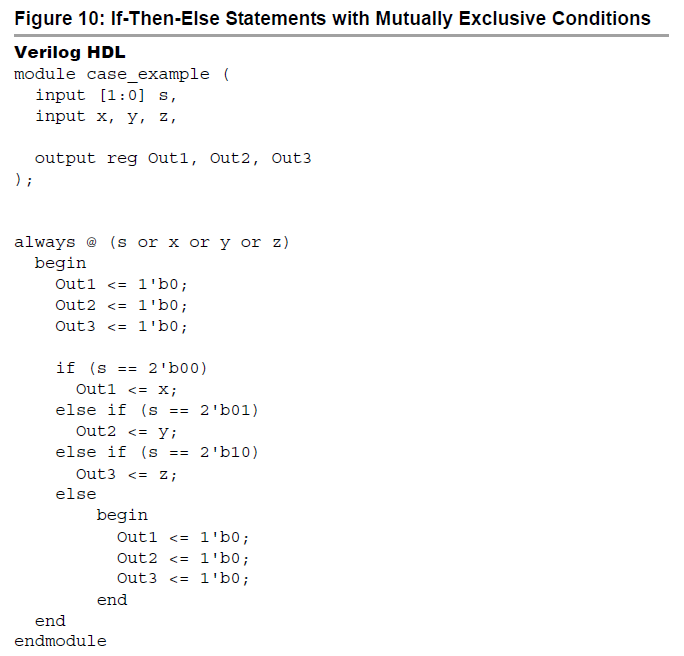 Figure 10: If-Then-Else Statements with Mutually Exclusive Conditions
Verilog HDL
module case_example (
  input [1:0] s,
  input x, y, z,

  output reg Out1, Out2, Out3
);


always @ (s or x or y or z)
  begin
    Out1 <= 1'b0;
    Out2 <= 1'b0;
    Out3 <= 1'b0;

    if (s == 2'b00)
      Out1 <= x;
    else if (s == 2'b01)
      Out2 <= y;
    else if (s == 2'b10)
      Out3 <= z;
    else
        begin
          Out1 <= 1'b0;
          Out2 <= 1'b0;
          Out3 <= 1'b0;
        end
  end
endmodule